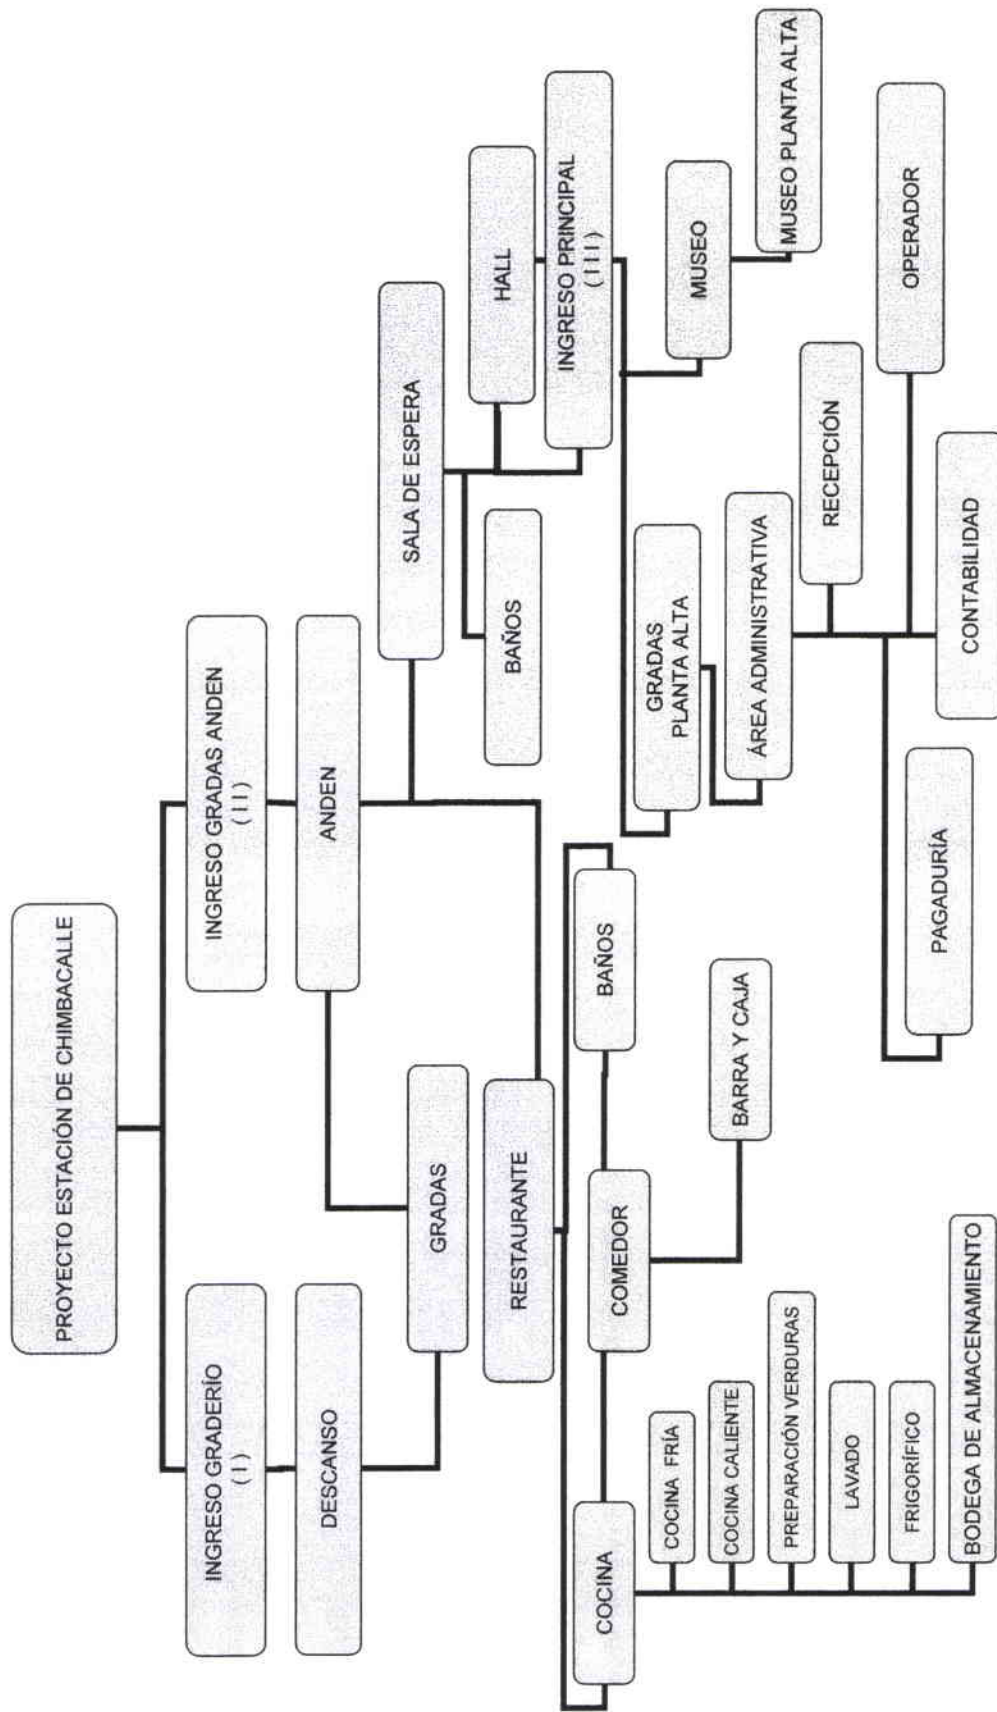 PROYECTO ESTACIÓN DE CHIMBACALLE
INGRESO GRADERÍO
( I )
INGRESO GRADAS ANDEN
( I I )
DESCANSO
ANDEN
GRADAS
SALA DE ESPERA
RESTAURANTE
BAÑOS
HALL
INGRESO PRINCIPAL
( I I I )
COCINA
COMEDOR
BAÑOS
GRADAS
PLANTA ALTA
MUSEO
COCINA FRÍA
COCINA CALIENTE
PREPARACIÓN VERDURAS
LAVADO
FRIGORÍFICO
BODEGA DE ALMACENAMIENTO
BARRA Y CAJA
ÁREA ADMINISTRATIVA
MUSEO PLANTA ALTA
RECEPCIÓN
PAGADURÍA
OPERADOR
CONTABILIDAD